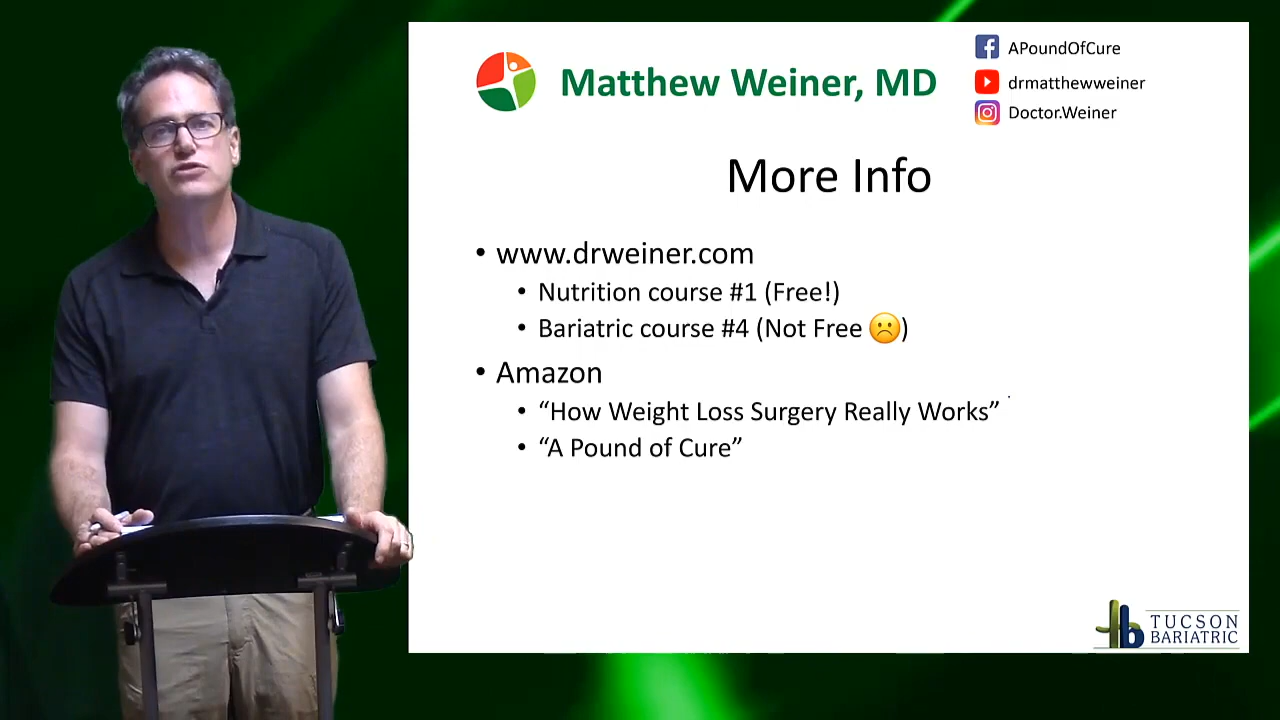 Matthew Weiner, MD
APoundOfCure
drmatthewweiner
Doctor.Weiner
More Info
• www.drweiner.com
• Nutrition course #1 (Free!)
• Bariatric course #4 (Not Free ☹️)
• Amazon
• “How Weight Loss Surgery Really Works”
• “A Pound of Cure”
TUCSON
BARIATRIC